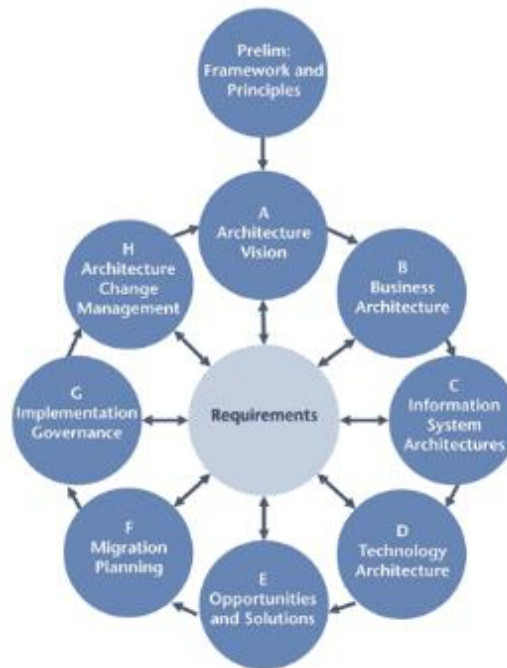 Prelim:
Framework and
Principles
A
Architecture
Vision
B
Business
Architecture
C
Information
System
Architectures
D
Technology
Architecture
E
Opportunities
and Solutions
F
Migration
Planning
G
Implementation
Governance
H
Architecture
Change
Management
Requirements